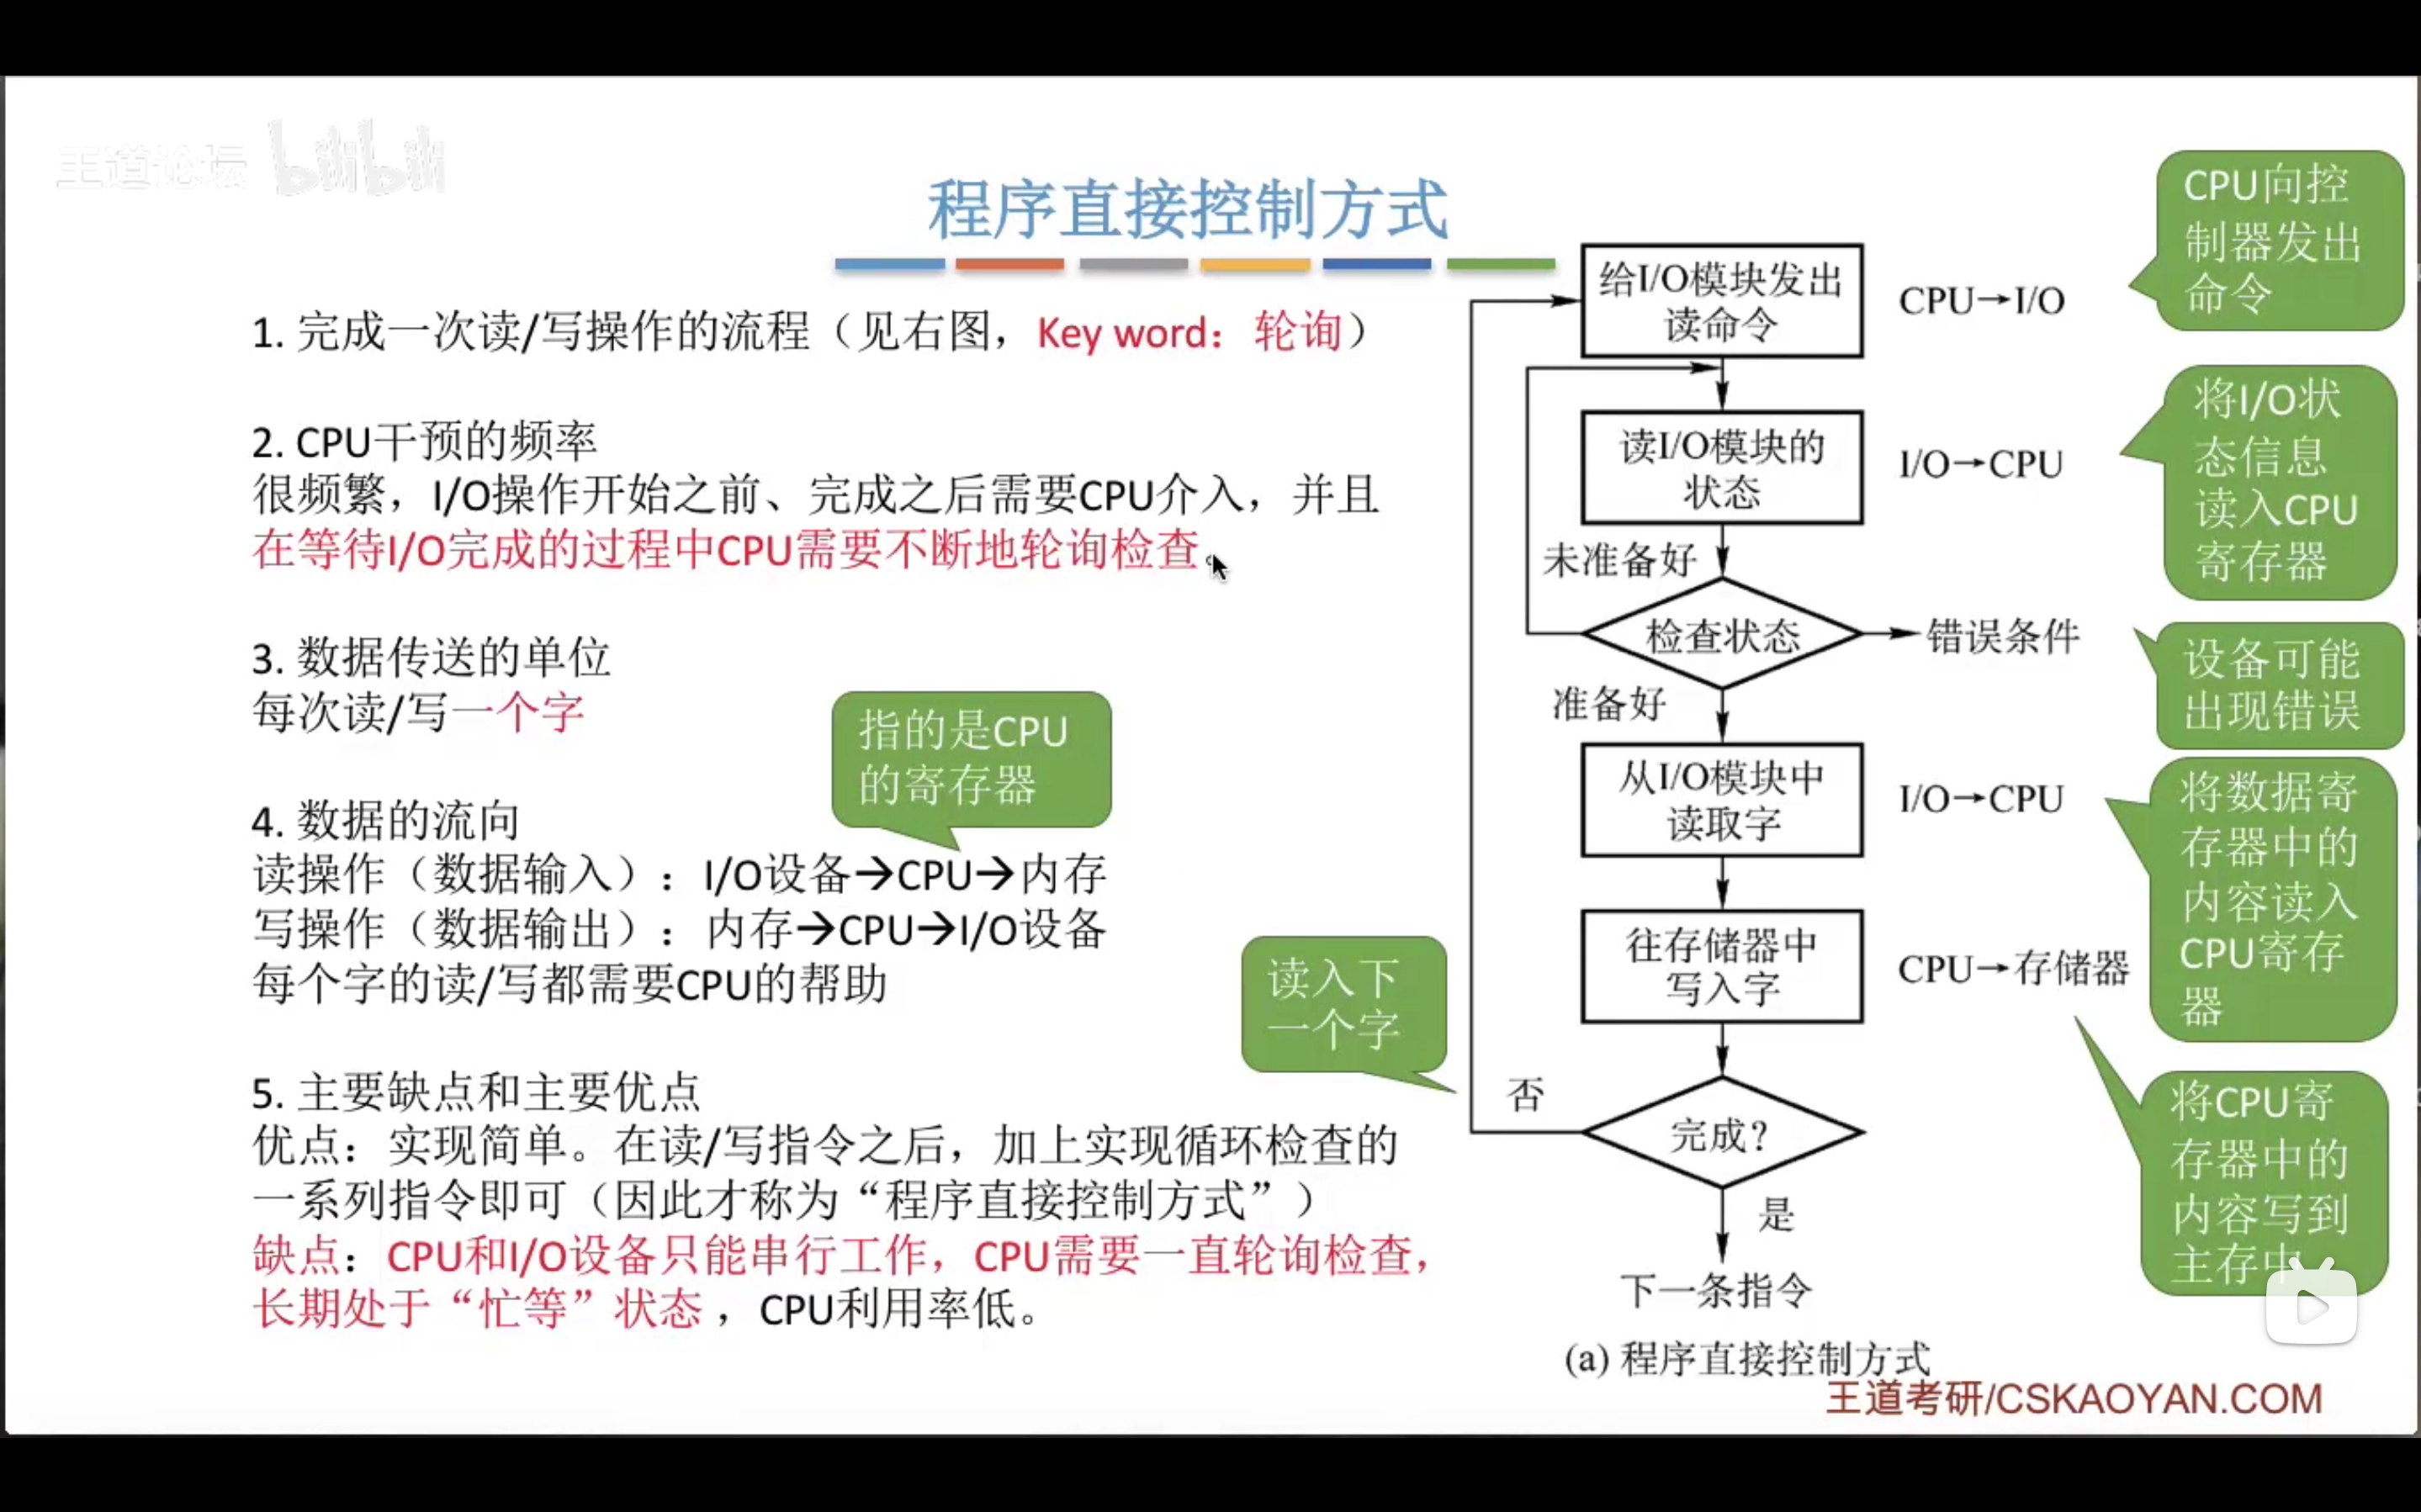 王道论坛 bilibili
程序直接控制方式
1. 完成一次读/写操作的流程（见右图，Key word：轮询）
2. CPU干预的频率
很频繁，I/O操作开始之前、完成之后需要CPU介入，并且
在等待I/O完成的过程中CPU需要不断地轮询检查。
3. 数据传送的单位
每次读/写一个字
指的是CPU
的寄存器
4. 数据的流向
读操作（数据输入）：I/O设备→CPU→内存
写操作（数据输出）：内存→CPU→I/O设备
每个字的读/写都需要CPU的帮助
5. 主要缺点和主要优点
优点：实现简单。在读/写指令之后，加上实现循环检查的
一系列指令即可（因此才称为“程序直接控制方式”）
缺点：CPU和I/O设备只能串行工作，CPU需要一直轮询检查，
长期处于“忙等”状态，CPU利用率低。
给I/O模块发出
读命令
CPU→I/O
CPU向控
制器发出
命令
读I/O模块的
状态
I/O→CPU
将I/O状
态信息
读入CPU
寄存器
未准备好
检查状态
错误条件
设备可能
出现错误
准备好
从I/O模块中
读取字
I/O→CPU
将数据寄
存器中的
内容读入
CPU寄存
器
往存储器中
写入字
CPU→存储器
将CPU寄
存器中的
内容写到
主存中
读入下
一个字
否
完成？
是
下一条指令
(a) 程序直接控制方式
王道考研/CSKAOYAN.COM